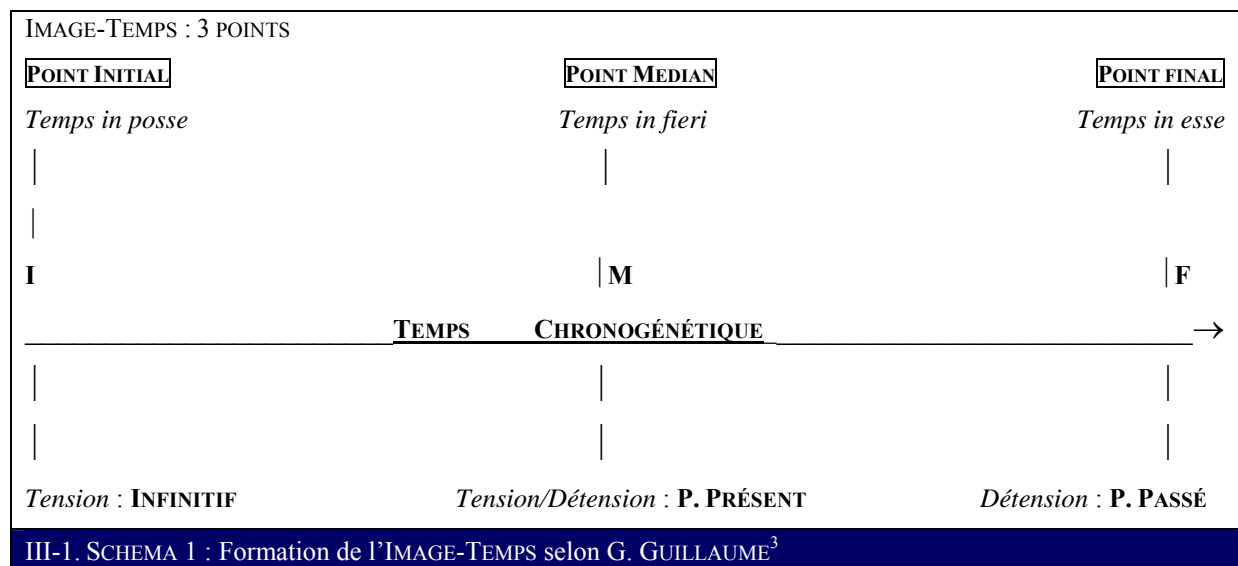 IMAGE-TEMPS : 3 POINTS
POINT INITIAL POINT MEDIAN POINT FINAL
Temps in posse Temps in fieri Temps in esse
I M F
TEMPS CHRONOGÉNÉTIQUE →
Tension : INFINITIF Tension/Détension : P. PRÉSENT Détension : P. PASSÉ
III-1. SCHEMA 1 : Formation de l'IMAGE-TEMPS selon G. GUILLAUME³